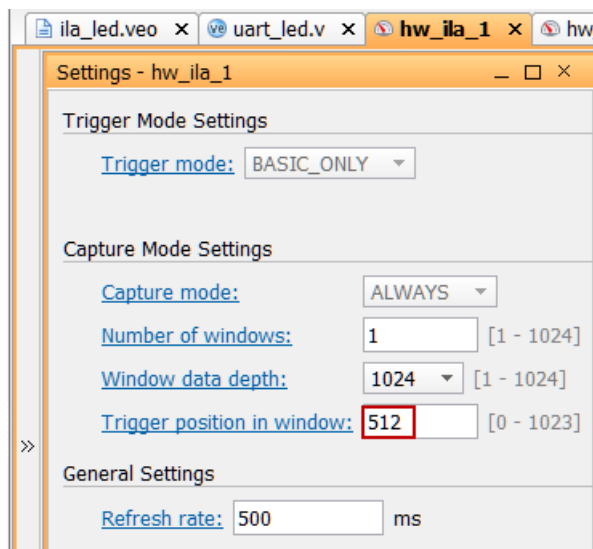 ila_led.veo × uart_led.v × hw_ila_1 × hw
Settings - hw_ila_1
Trigger Mode Settings
Trigger mode: BASIC_ONLY
Capture Mode Settings
Capture mode: ALWAYS
Number of windows: 1 [1 - 1024]
Window data depth: 1024 [1 - 1024]
Trigger position in window: 512 [0 - 1023]
»
General Settings
Refresh rate: 500 ms